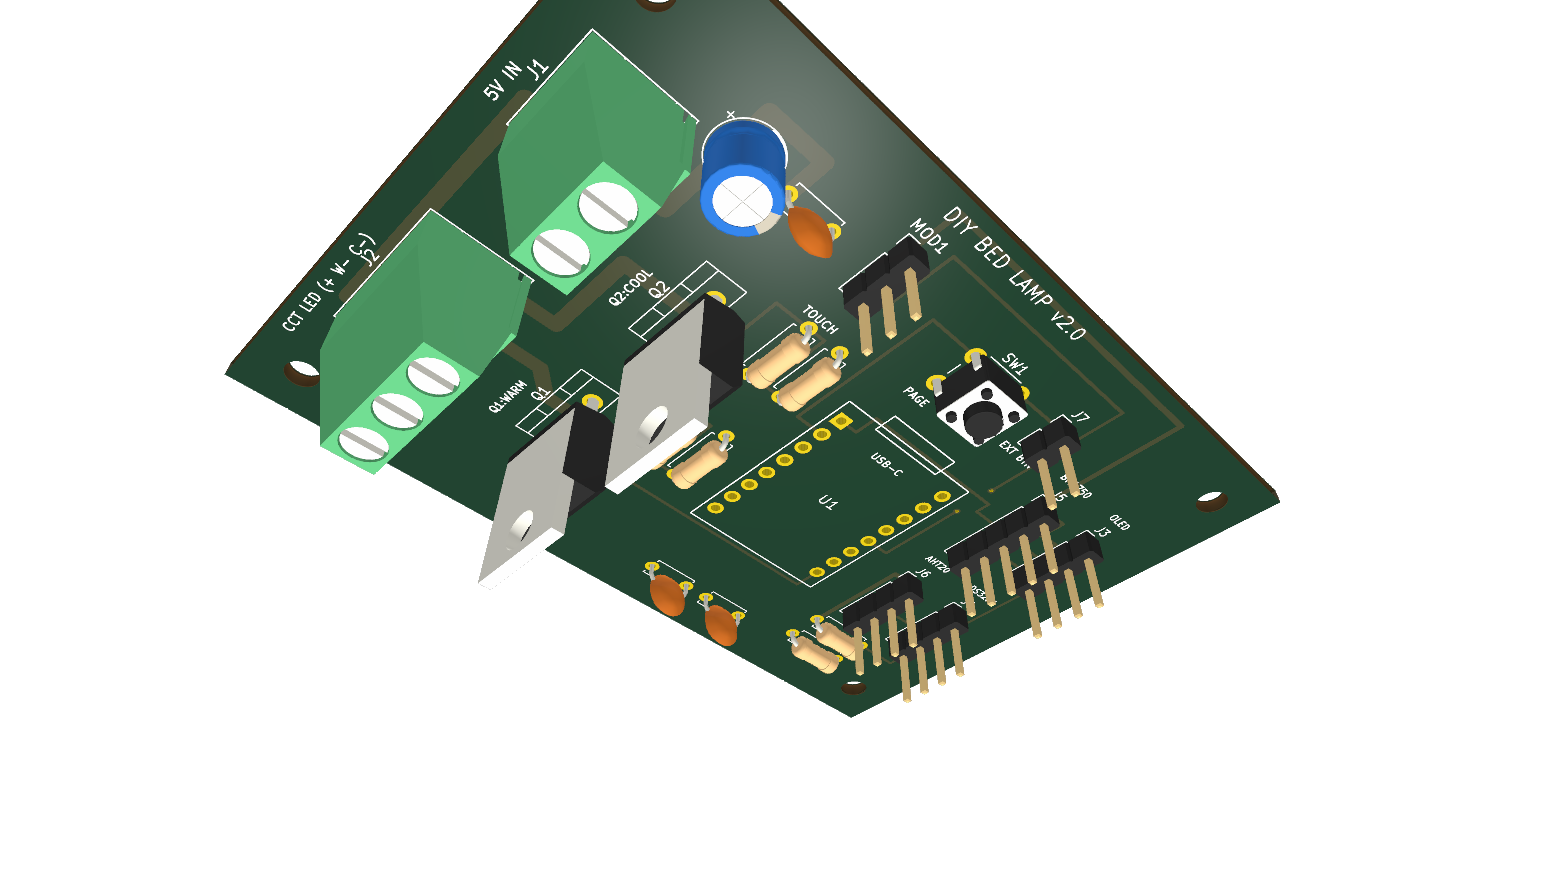 5V IN
J1
+
CCT LED (+ W- C-)
J2
Q2:COOL
Q2
Q1:WARM
Q1
TOUCH
MOD1
DIY BED LAMP v2.0
SW1
PAGE
J7
USB-C
U1
J5
OLED
J3
AHT20
J6